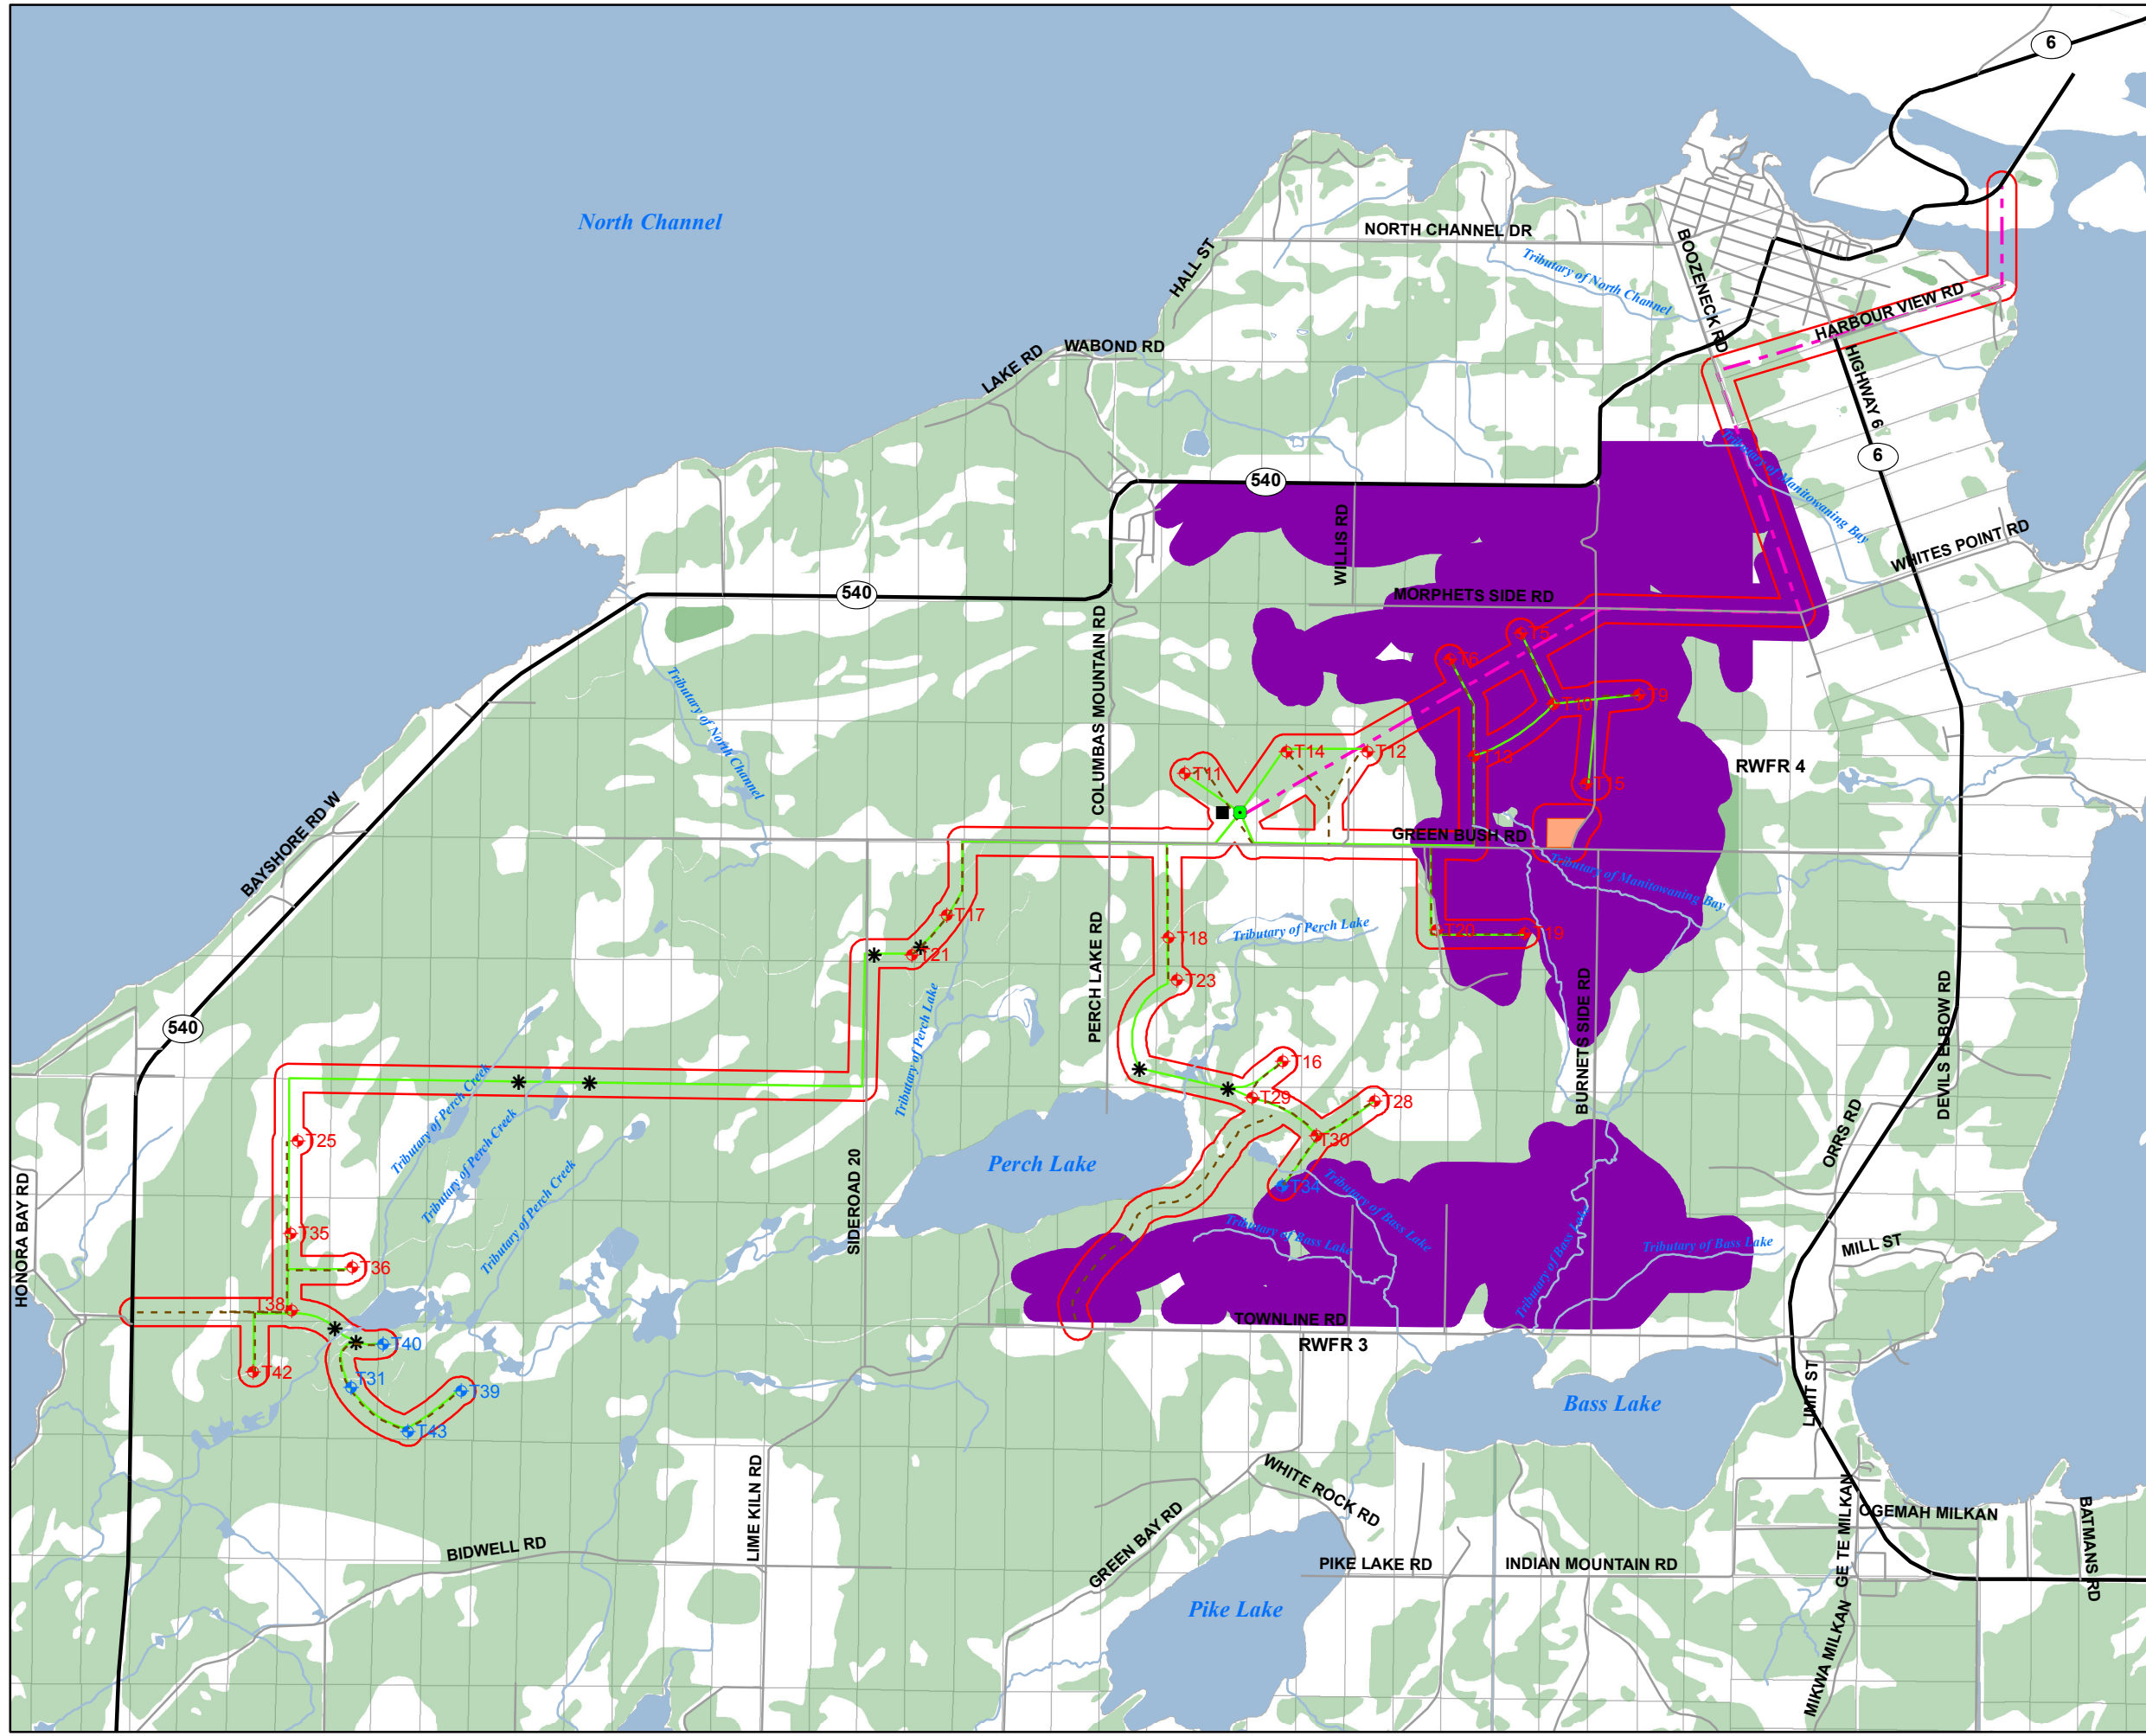 6
North Channel
NORTH CHANNEL DR
BOOZENECK RD
HALL ST
Tributary of North Channel
HARBOUR VIEW RD
WABOND RD
LAKE RD
HIGHWAY 6
6
Tributary of Manitowaning Bay
540
WILLIS RD
WHITES POINT RD
540
MORPHETS SIDE RD
COLUMBAS MOUNTAIN RD
T5
T6
Tributary of North Channel
T9
T10
T14
T12
T13
RWFR 4
T11
T15
BAYSHORE RD W
GREEN BUSH RD
Tributary of Manitowaning Bay
T17
T18
Tributary of Perch Lake
T20
T19
T21
PERCH LAKE RD
T23
540
Tributary of Perch Lake
BURNETS SIDE RD
DEVILS ELBOW RD
T16
Tributary of Perch Creek
T29
T28
T25
Tributary of Perch Creek
T30
ORRS RD
Perch Lake
Tributary of Perch Creek
T34
Tributary of Bass Lake
HONORA BAY RD
SIDEROAD 20
T35
Tributary of Bass Lake
Tributary of Bass Lake
Tributary of Bass Lake
MILL ST
T36
T38
TOWNLINE RD
RWFR 3
T40
T42
T31
T39
LIMIT ST
Bass Lake
T43
WHITE ROCK RD
LIME KILN RD
GREEN BAY RD
GE TE MILKAN
OGEMAH MILKAN
BATMANS RD
BIDWELL RD
PIKE LAKE RD
INDIAN MOUNTAIN RD
Pike Lake
MIKWA MILKAN